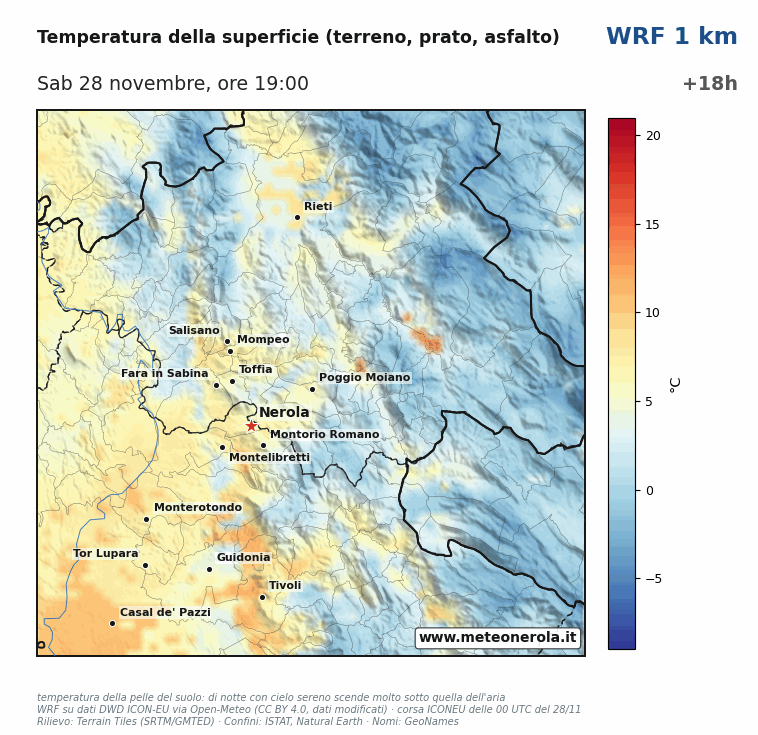 Temperatura della superficie (terreno, prato, asfalto)
WRF 1 km
Sab 28 novembre, ore 19:00
+18h
Rieti
Salisano
Mompeo
Fara in Sabina
Toffia
Poggio Moiano
Nerola
Montorio Romano
Montelibretti
Monterotondo
Tor Lupara
Guidonia
Tivoli
Casal de' Pazzi
www.meteonerola.it
20
15
10
5
0
−5
°C
temperatura della pelle del suolo: di notte con cielo sereno scende molto sotto quella dell'aria
WRF su dati DWD ICON-EU via Open-Meteo (CC BY 4.0, dati modificati) · corsa ICONEU delle 00 UTC del 28/11
Rilievo: Terrain Tiles (SRTM/GMTED) · Confini: ISTAT, Natural Earth · Nomi: GeoNames